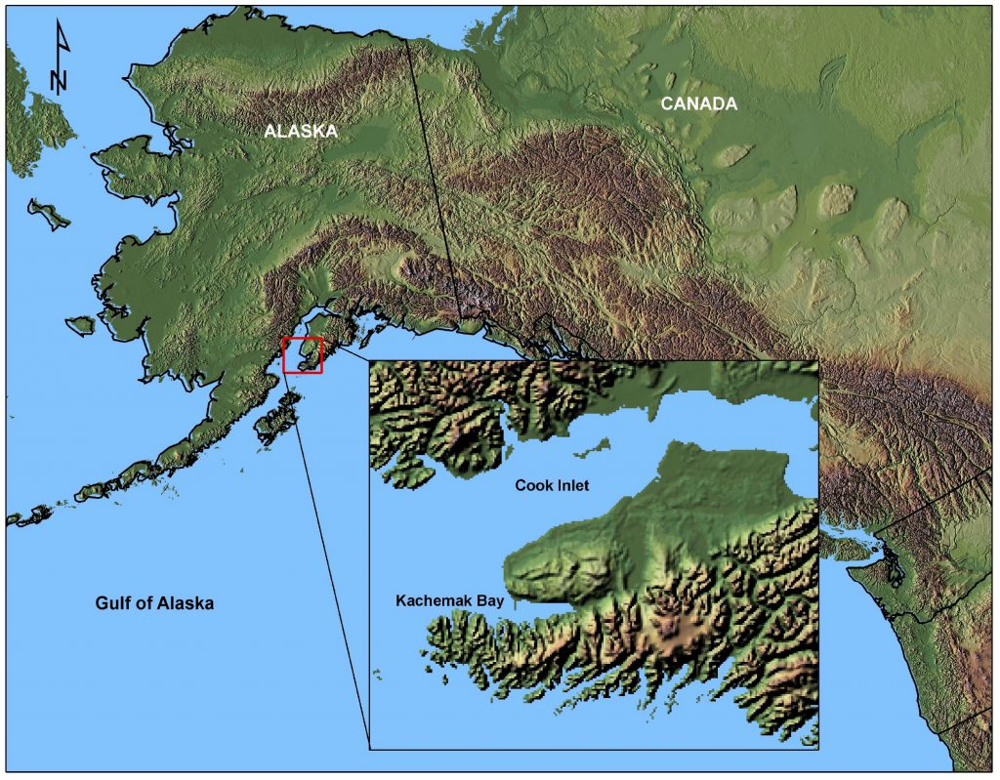 N
CANADA
ALASKA
Cook Inlet
Kachemak Bay
Gulf of Alaska